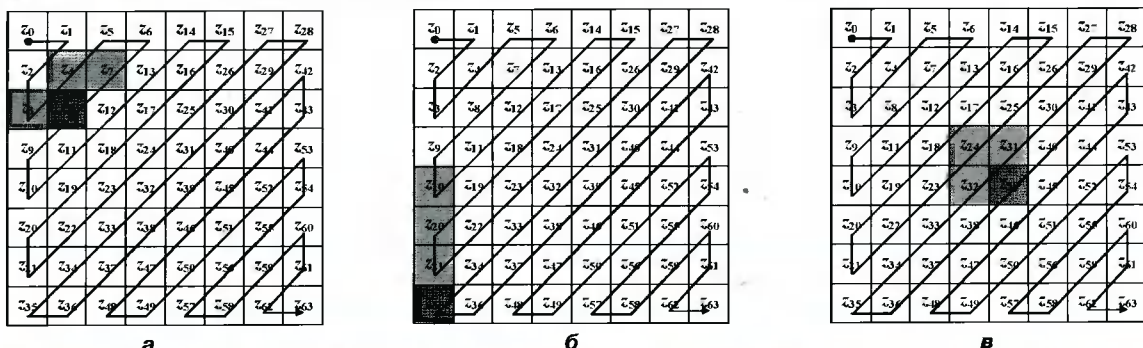 z0 z1 z5 z6 z14 z15 z27 z28
z2 z4 z7 z13 z16 z26 z29 z42
z3 z12 z17 z25 z30 z41 z43
z9 z11 z18 z24 z31 z40 z44 z53
z10 z19 z23 z32 z39 z45 z52 z54
z20 z22 z33 z38 z46 z51 z55 z60
z21 z34 z37 z47 z50 z56 z59 z61
z35 z36 z48 z49 z57 z58 z62 z63
а
z0 z1 z5 z6 z14 z15 z27 z28
z2 z4 z7 z13 z16 z26 z29 z42
z3 z8 z12 z17 z25 z30 z41 z43
z9 z11 z18 z24 z31 z40 z44 z53
z10 z19 z23 z32 z39 z45 z52 z54
z20 z22 z33 z38 z46 z51 z55 z60
z21 z34 z37 z47 z50 z56 z59 z61
z36 z48 z49 z57 z58 z62 z63
б
z0 z1 z5 z6 z14 z15 z27 z28
z2 z4 z7 z13 z16 z26 z29 z42
z3 z8 z12 z17 z25 z30 z41 z43
z9 z11 z18 z24 z31 z40 z44 z53
z10 z19 z23 z32 z45 z52 z54
z20 z22 z33 z38 z46 z51 z55 z60
z21 z34 z37 z47 z50 z56 z59 z61
z35 z36 z48 z49 z57 z58 z62 z63
в